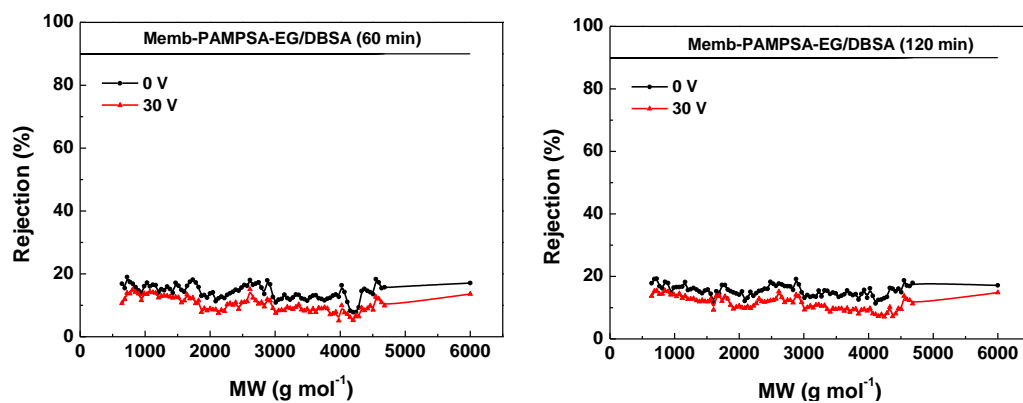 100
Memb-PAMPSA-EG/DBSA (60 min)
0 V
30 V
80
60
40
20
0
Rejection (%)
0 1000 2000 3000 4000 5000 6000
MW (g mol⁻¹)
100
Memb-PAMPSA-EG/DBSA (120 min)
0 V
30 V
80
60
40
20
0
Rejection (%)
0 1000 2000 3000 4000 5000 6000
MW (g mol⁻¹)